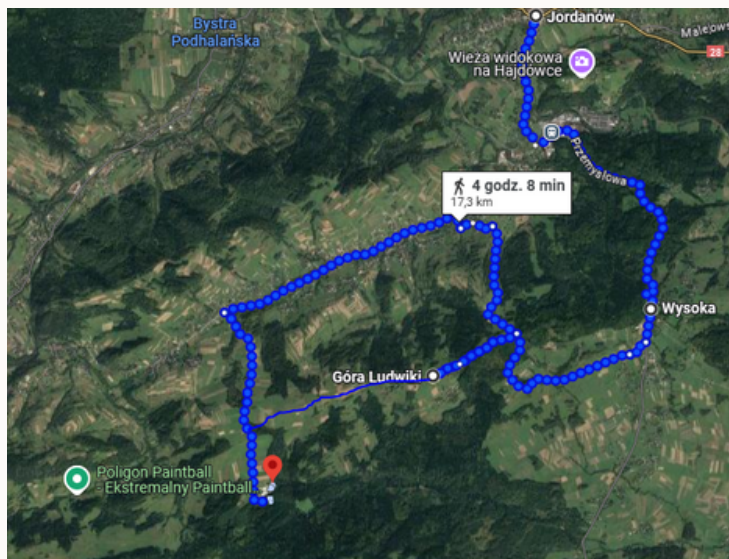 Jordanów
Bystra
Podhalańska
Malejows
28
Wieża widokowa
na Hajdówce
Przemysłowa
4 godz. 8 min
17,3 km
Wysoka
Góra Ludwiki
Poligon Paintball
- Ekstremalny Paintball